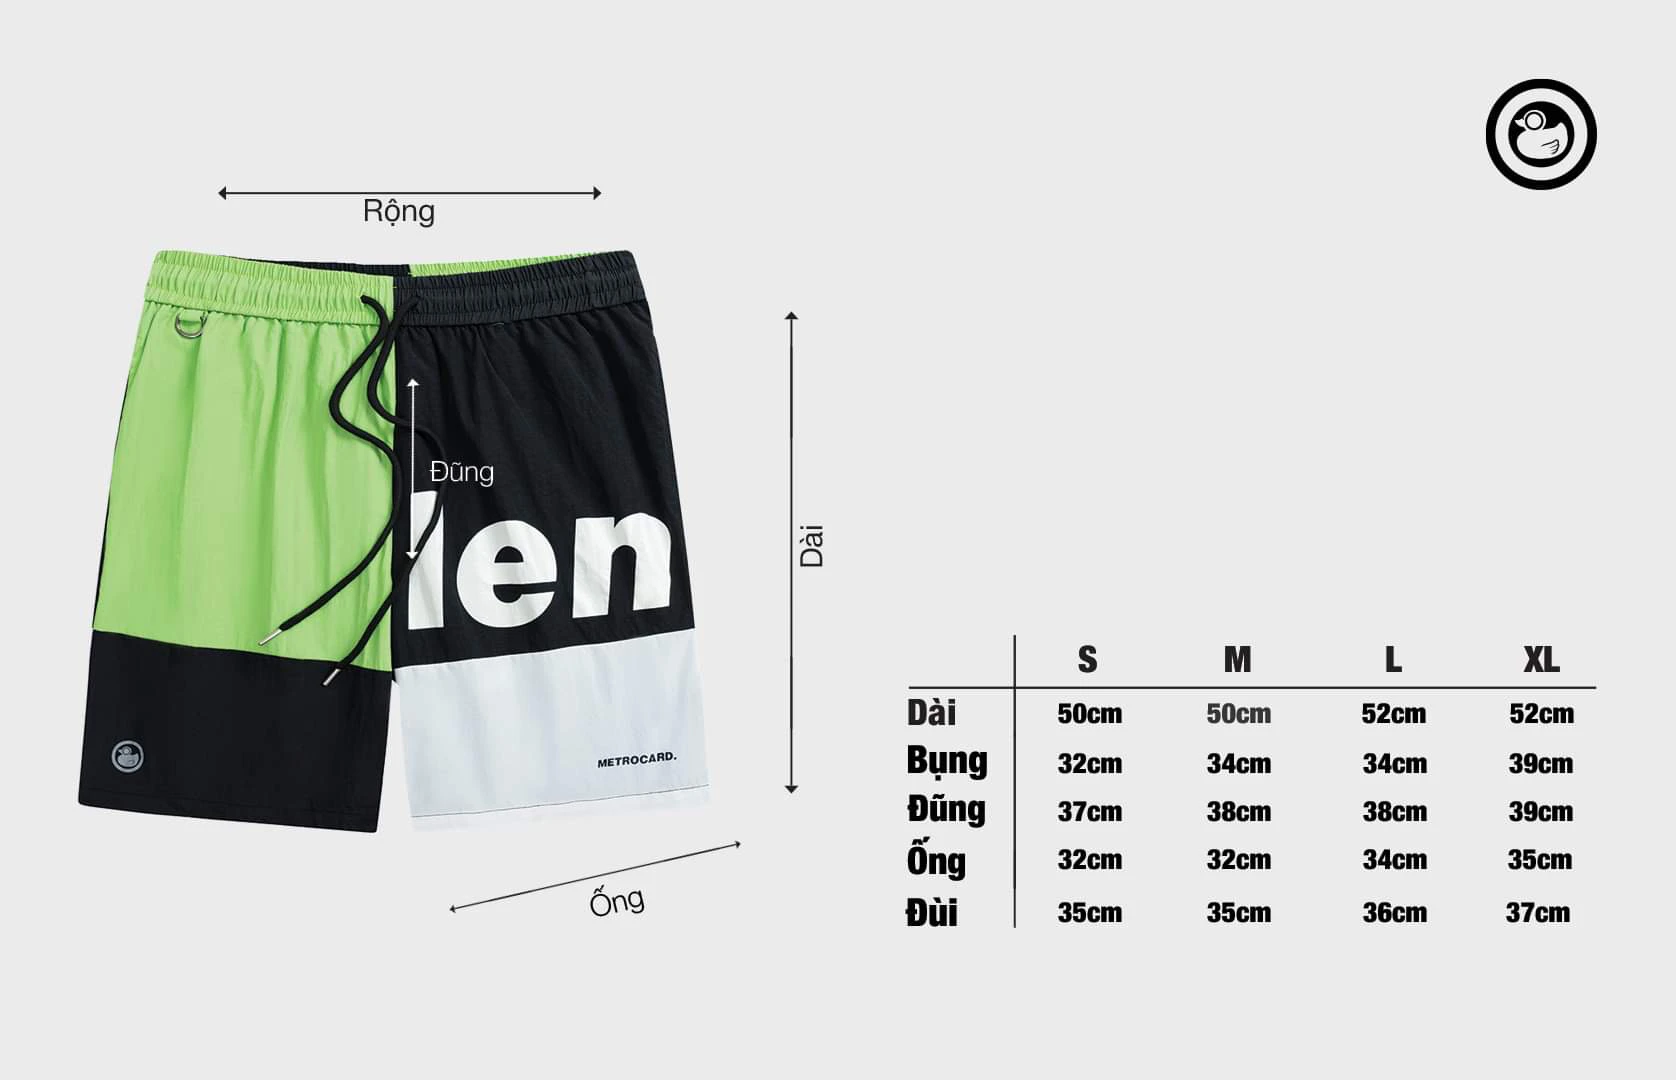 Rộng
Đũng
len
Dài
METROCARD.
Ống
S M L XL
Dài 50cm 50cm 52cm 52cm
Bụng 32cm 34cm 34cm 39cm
Đũng 37cm 38cm 38cm 39cm
Ống 32cm 32cm 34cm 35cm
Đùi 35cm 35cm 36cm 37cm